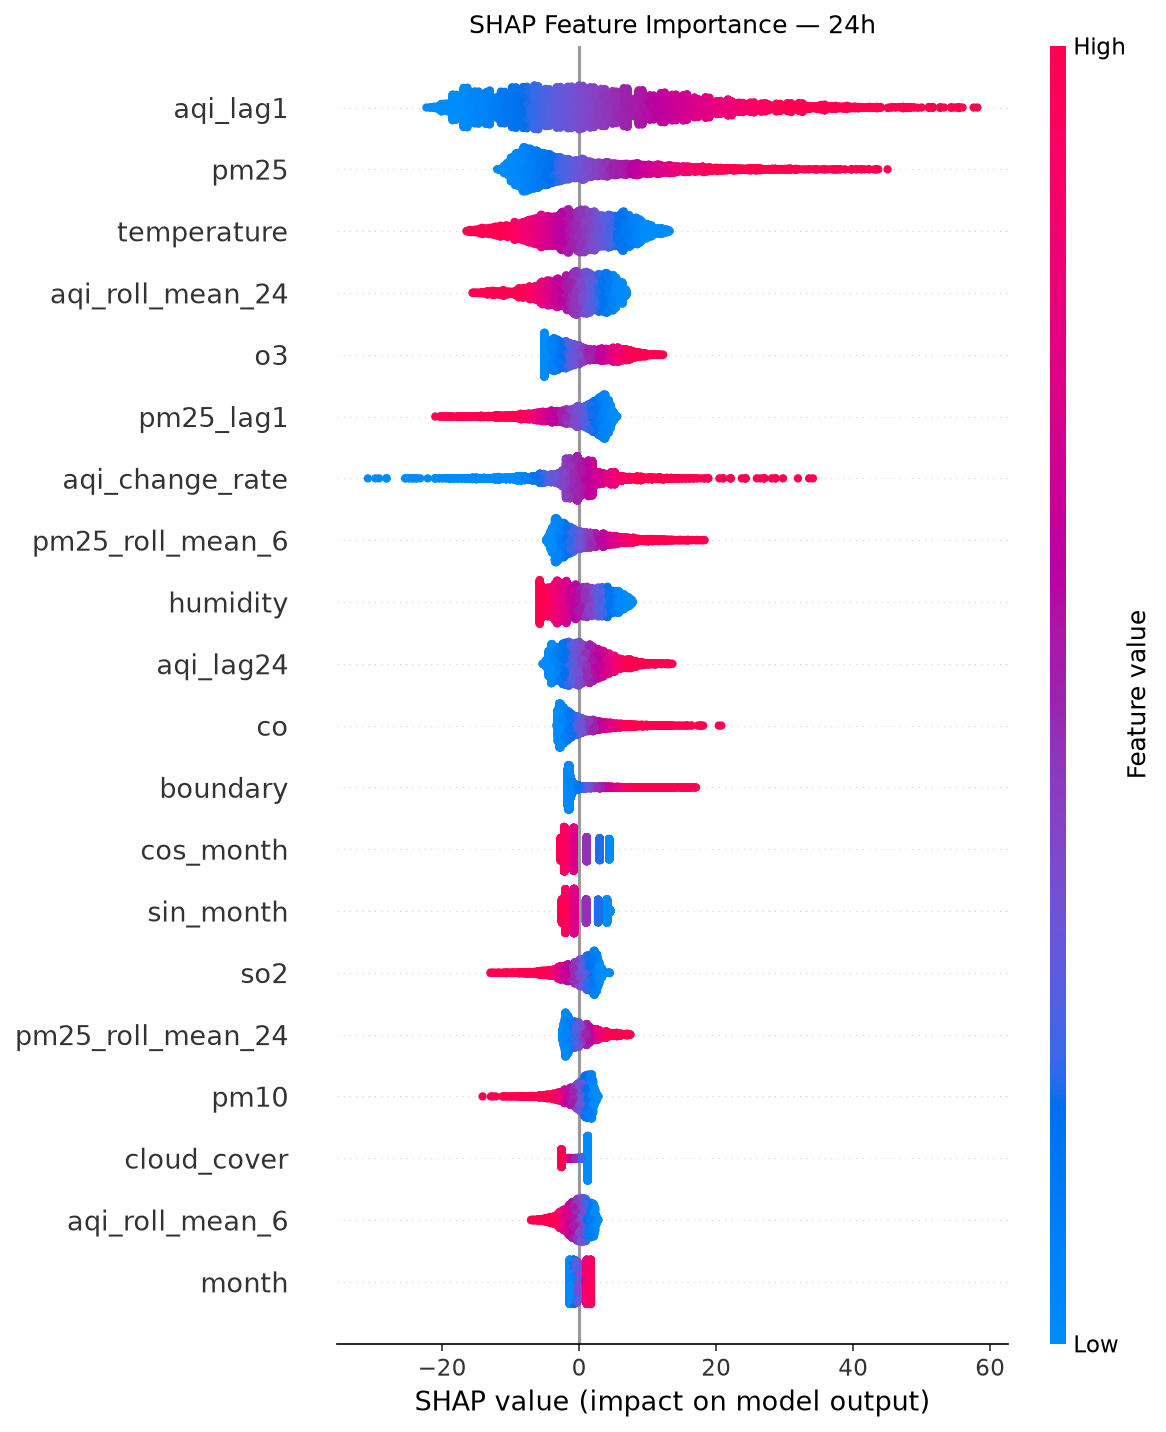 SHAP Feature Importance — 24h
High
aqi_lag1
pm25
temperature
aqi_roll_mean_24
o3
pm25_lag1
aqi_change_rate
pm25_roll_mean_6
humidity
aqi_lag24
co
boundary
cos_month
sin_month
so2
pm25_roll_mean_24
pm10
cloud_cover
aqi_roll_mean_6
month
Feature value
Low
−20 0 20 40 60
SHAP value (impact on model output)